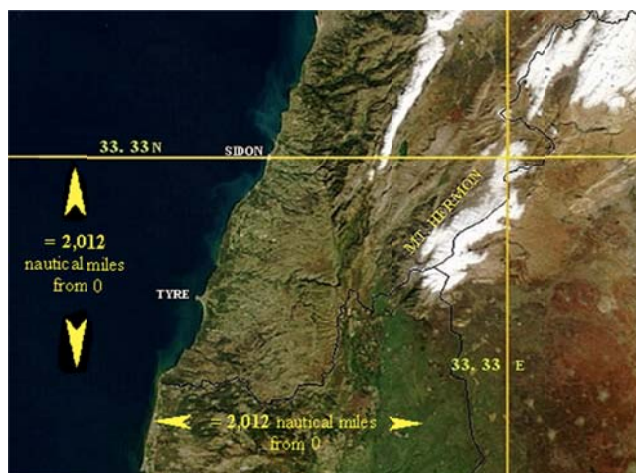 33. 33 N
SIDON
= 2,012
nautical miles
from 0
MT. HERMON
TYRE
33. 33 E
= 2,012 nautical miles
from 0